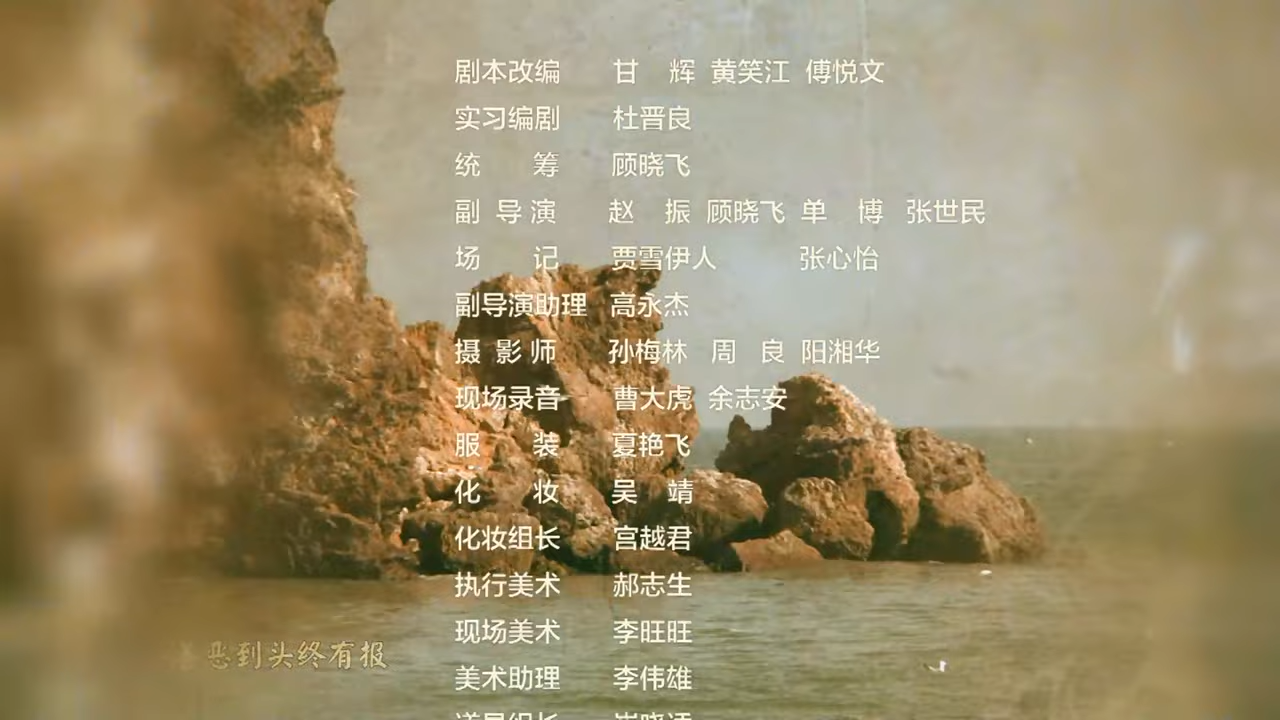 剧本改编 甘 辉 黄笑江 傅悦文
实习编剧 杜晋良
统 筹 顾晓飞
副 导 演 赵 振 顾晓飞 单 博 张世民
场 记 贾雪伊人 张心怡
副导演助理 高永杰
摄 影 师 孙梅林 周 良 阳湘华
现场录音 曹大虎 余志安
服 装 夏艳飞
化 妆 吴 靖
化妆组长 宫越君
执行美术 郝志生
现场美术 李旺旺
善恶到头终有报
美术助理 李伟雄